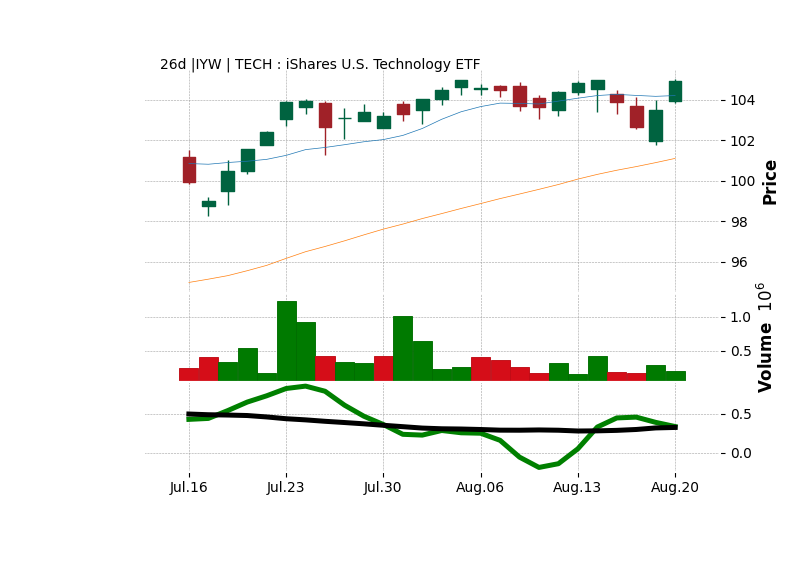 26d |IYW | TECH : iShares U.S. Technology ETF
104
102
100
98
96
Price
1.0
0.5
Volume 10^6
0.5
0.0
Jul.16 Jul.23 Jul.30 Aug.06 Aug.13 Aug.20